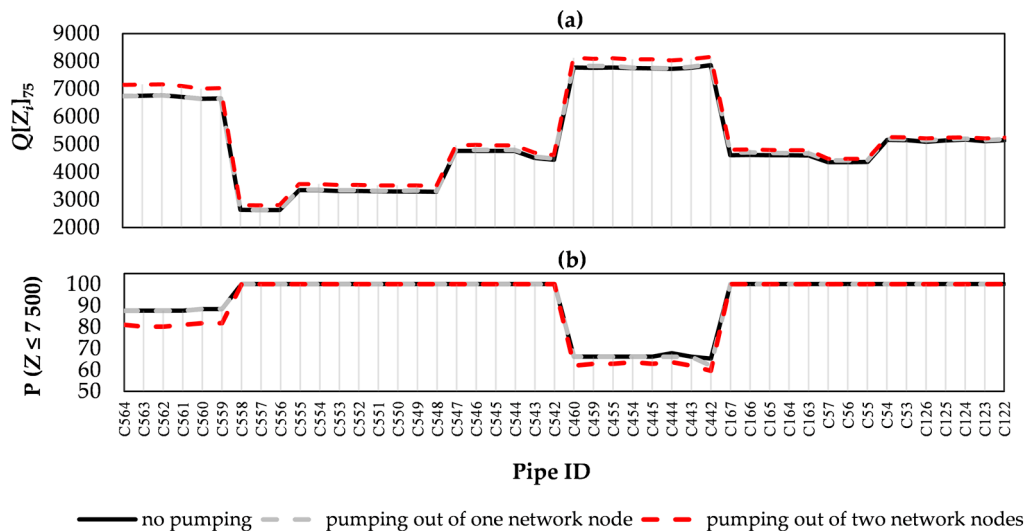 (a)
9000
8000
7000
6000
5000
4000
3000
2000
Q[Zi]75
(b)
100
90
80
70
60
50
P (Z ≤ 7 500)
C564 C563 C562 C561 C560 C559 C558 C557 C556 C555 C554 C553 C552 C551 C550 C549 C548 C547 C546 C545 C544 C543 C542 C460 C459 C455 C454 C445 C444 C443 C442 C167 C166 C165 C164 C163 C57 C56 C55 C54 C53 C126 C125 C124 C123 C122
Pipe ID
no pumping pumping out of one network node pumping out of two network nodes